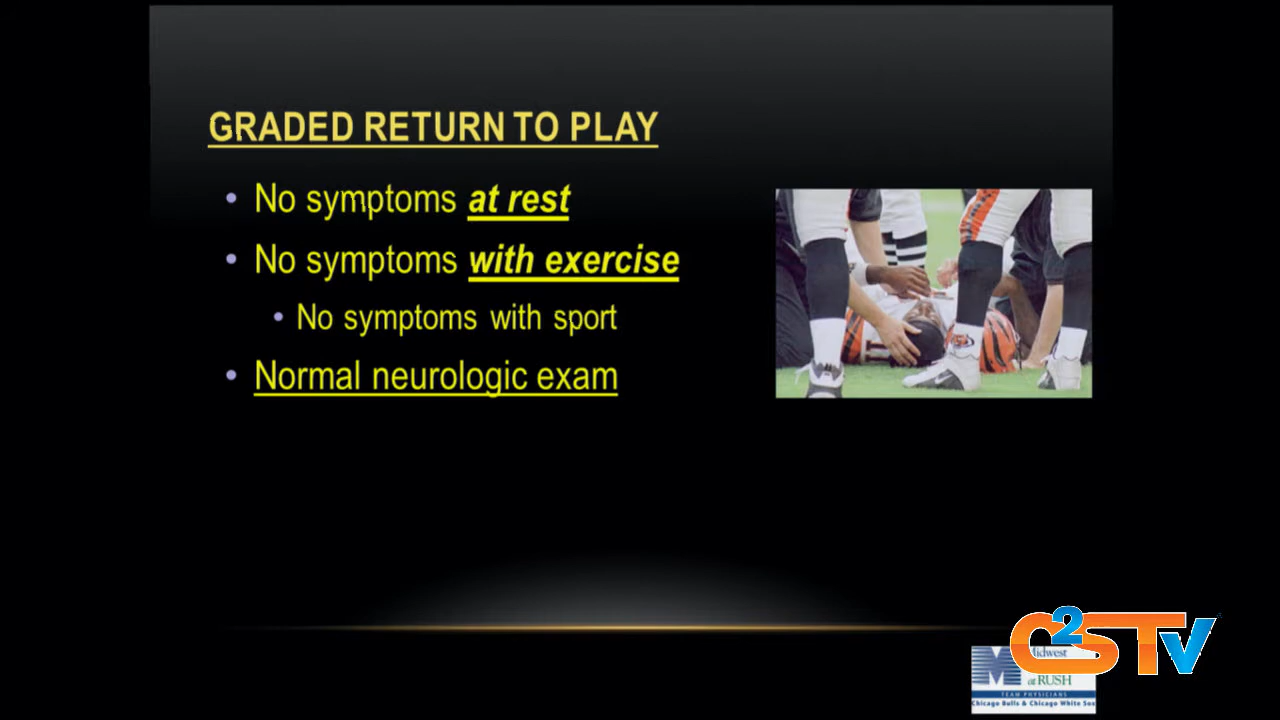 GRADED RETURN TO PLAY
• No symptoms at rest
• No symptoms with exercise
• No symptoms with sport
• Normal neurologic exam
C2STV
Midwest
at RUSH
TEAM PHYSICIANS
Chicago Bulls & Chicago White Sox